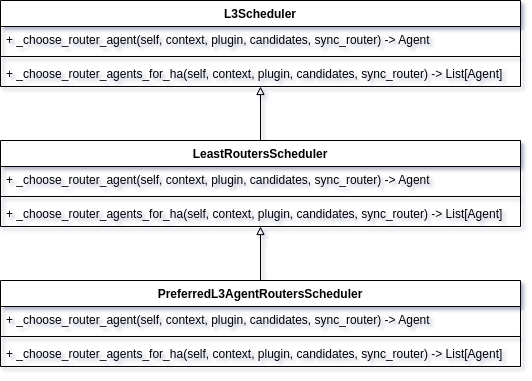 L3Scheduler
+ _choose_router_agent(self, context, plugin, candidates, sync_router) -> Agent
+ _choose_router_agents_for_ha(self, context, plugin, candidates, sync_router) -> List[Agent]
LeastRoutersScheduler
+ _choose_router_agent(self, context, plugin, candidates, sync_router) -> Agent
+ _choose_router_agents_for_ha(self, context, plugin, candidates, sync_router) -> List[Agent]
PreferredL3AgentRoutersScheduler
+ _choose_router_agent(self, context, plugin, candidates, sync_router) -> Agent
+ _choose_router_agents_for_ha(self, context, plugin, candidates, sync_router) -> List[Agent]